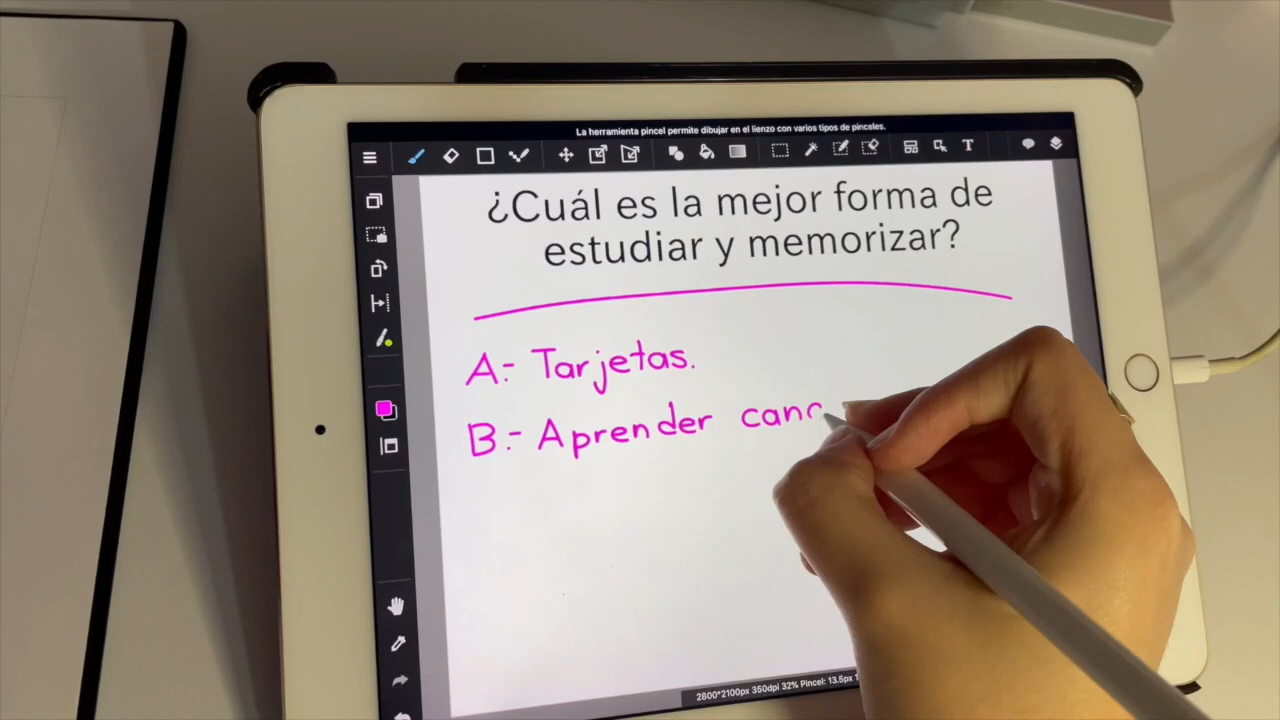 La herramienta pincel permite dibujar en el lienzo con varios tipos de pinceles.
T
¿Cuál es la mejor forma de
estudiar y memorizar?
A.- Tarjetas.
B.- Aprender
2800*2100px 350dpi 32% Pincel: 13.5px